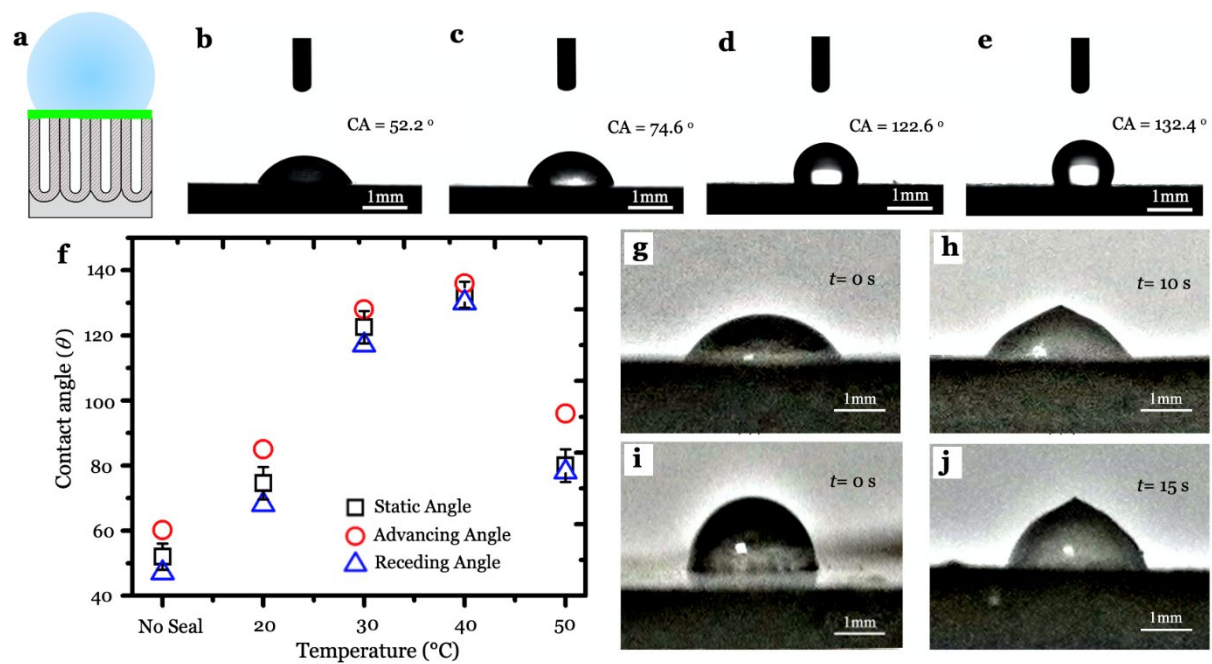 a
b
CA = 52.2 °
1mm
c
CA = 74.6 °
1mm
d
CA = 122.6 °
1mm
e
CA = 132.4 °
1mm
f
Contact angle (θ)
140
120
100
80
60
40
Static Angle
Advancing Angle
Receding Angle
No Seal 20 30 40 50
Temperature (°C)
g
t= 0 s
1mm
h
t= 10 s
1mm
i
t= 0 s
1mm
j
t= 15 s
1mm